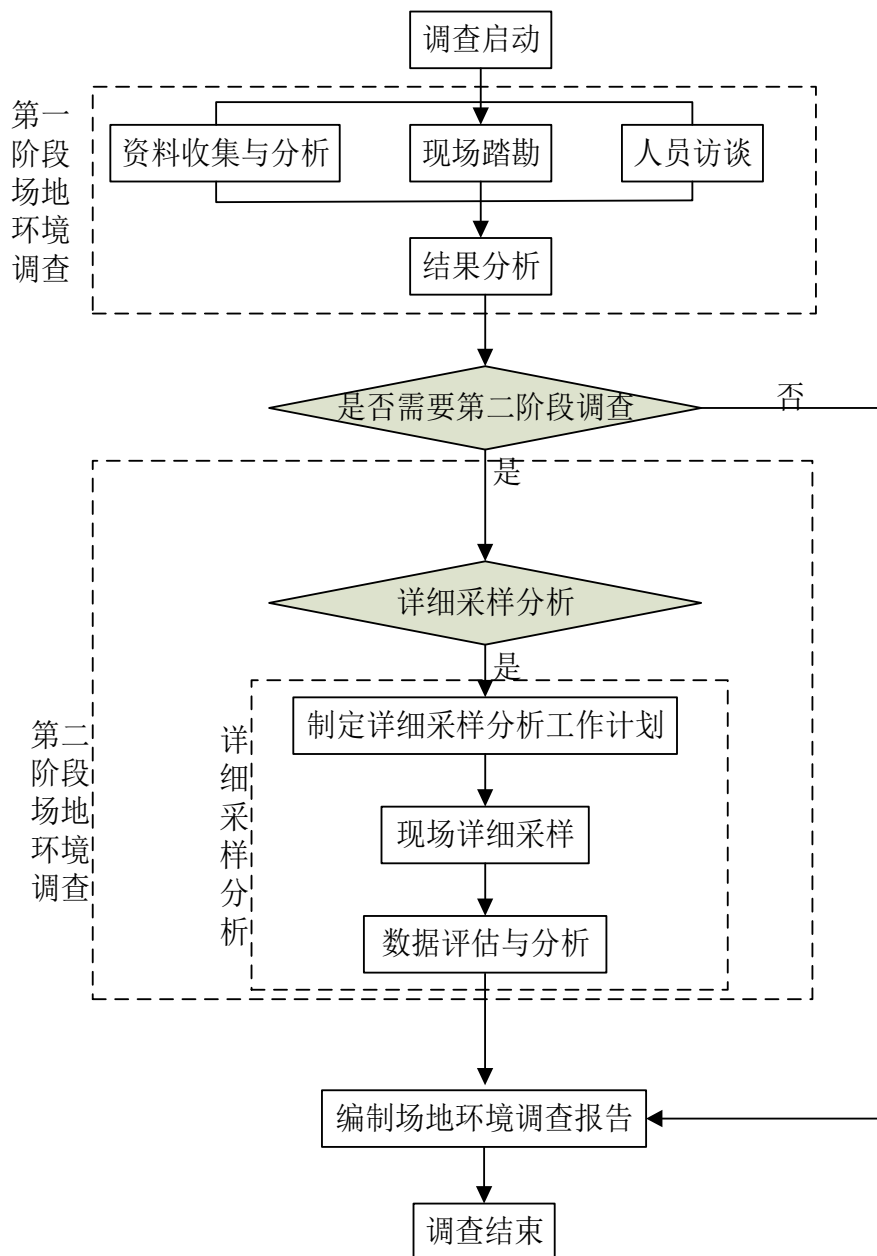 调查启动
第一
阶段
场地
环境
调查
资料收集与分析
现场踏勘
人员访谈
结果分析
是否需要第二阶段调查
否
是
详细采样分析
是
第二
阶段
场地
环境
调查
详
细
采
样
分
析
制定详细采样分析工作计划
现场详细采样
数据评估与分析
编制场地环境调查报告
调查结束